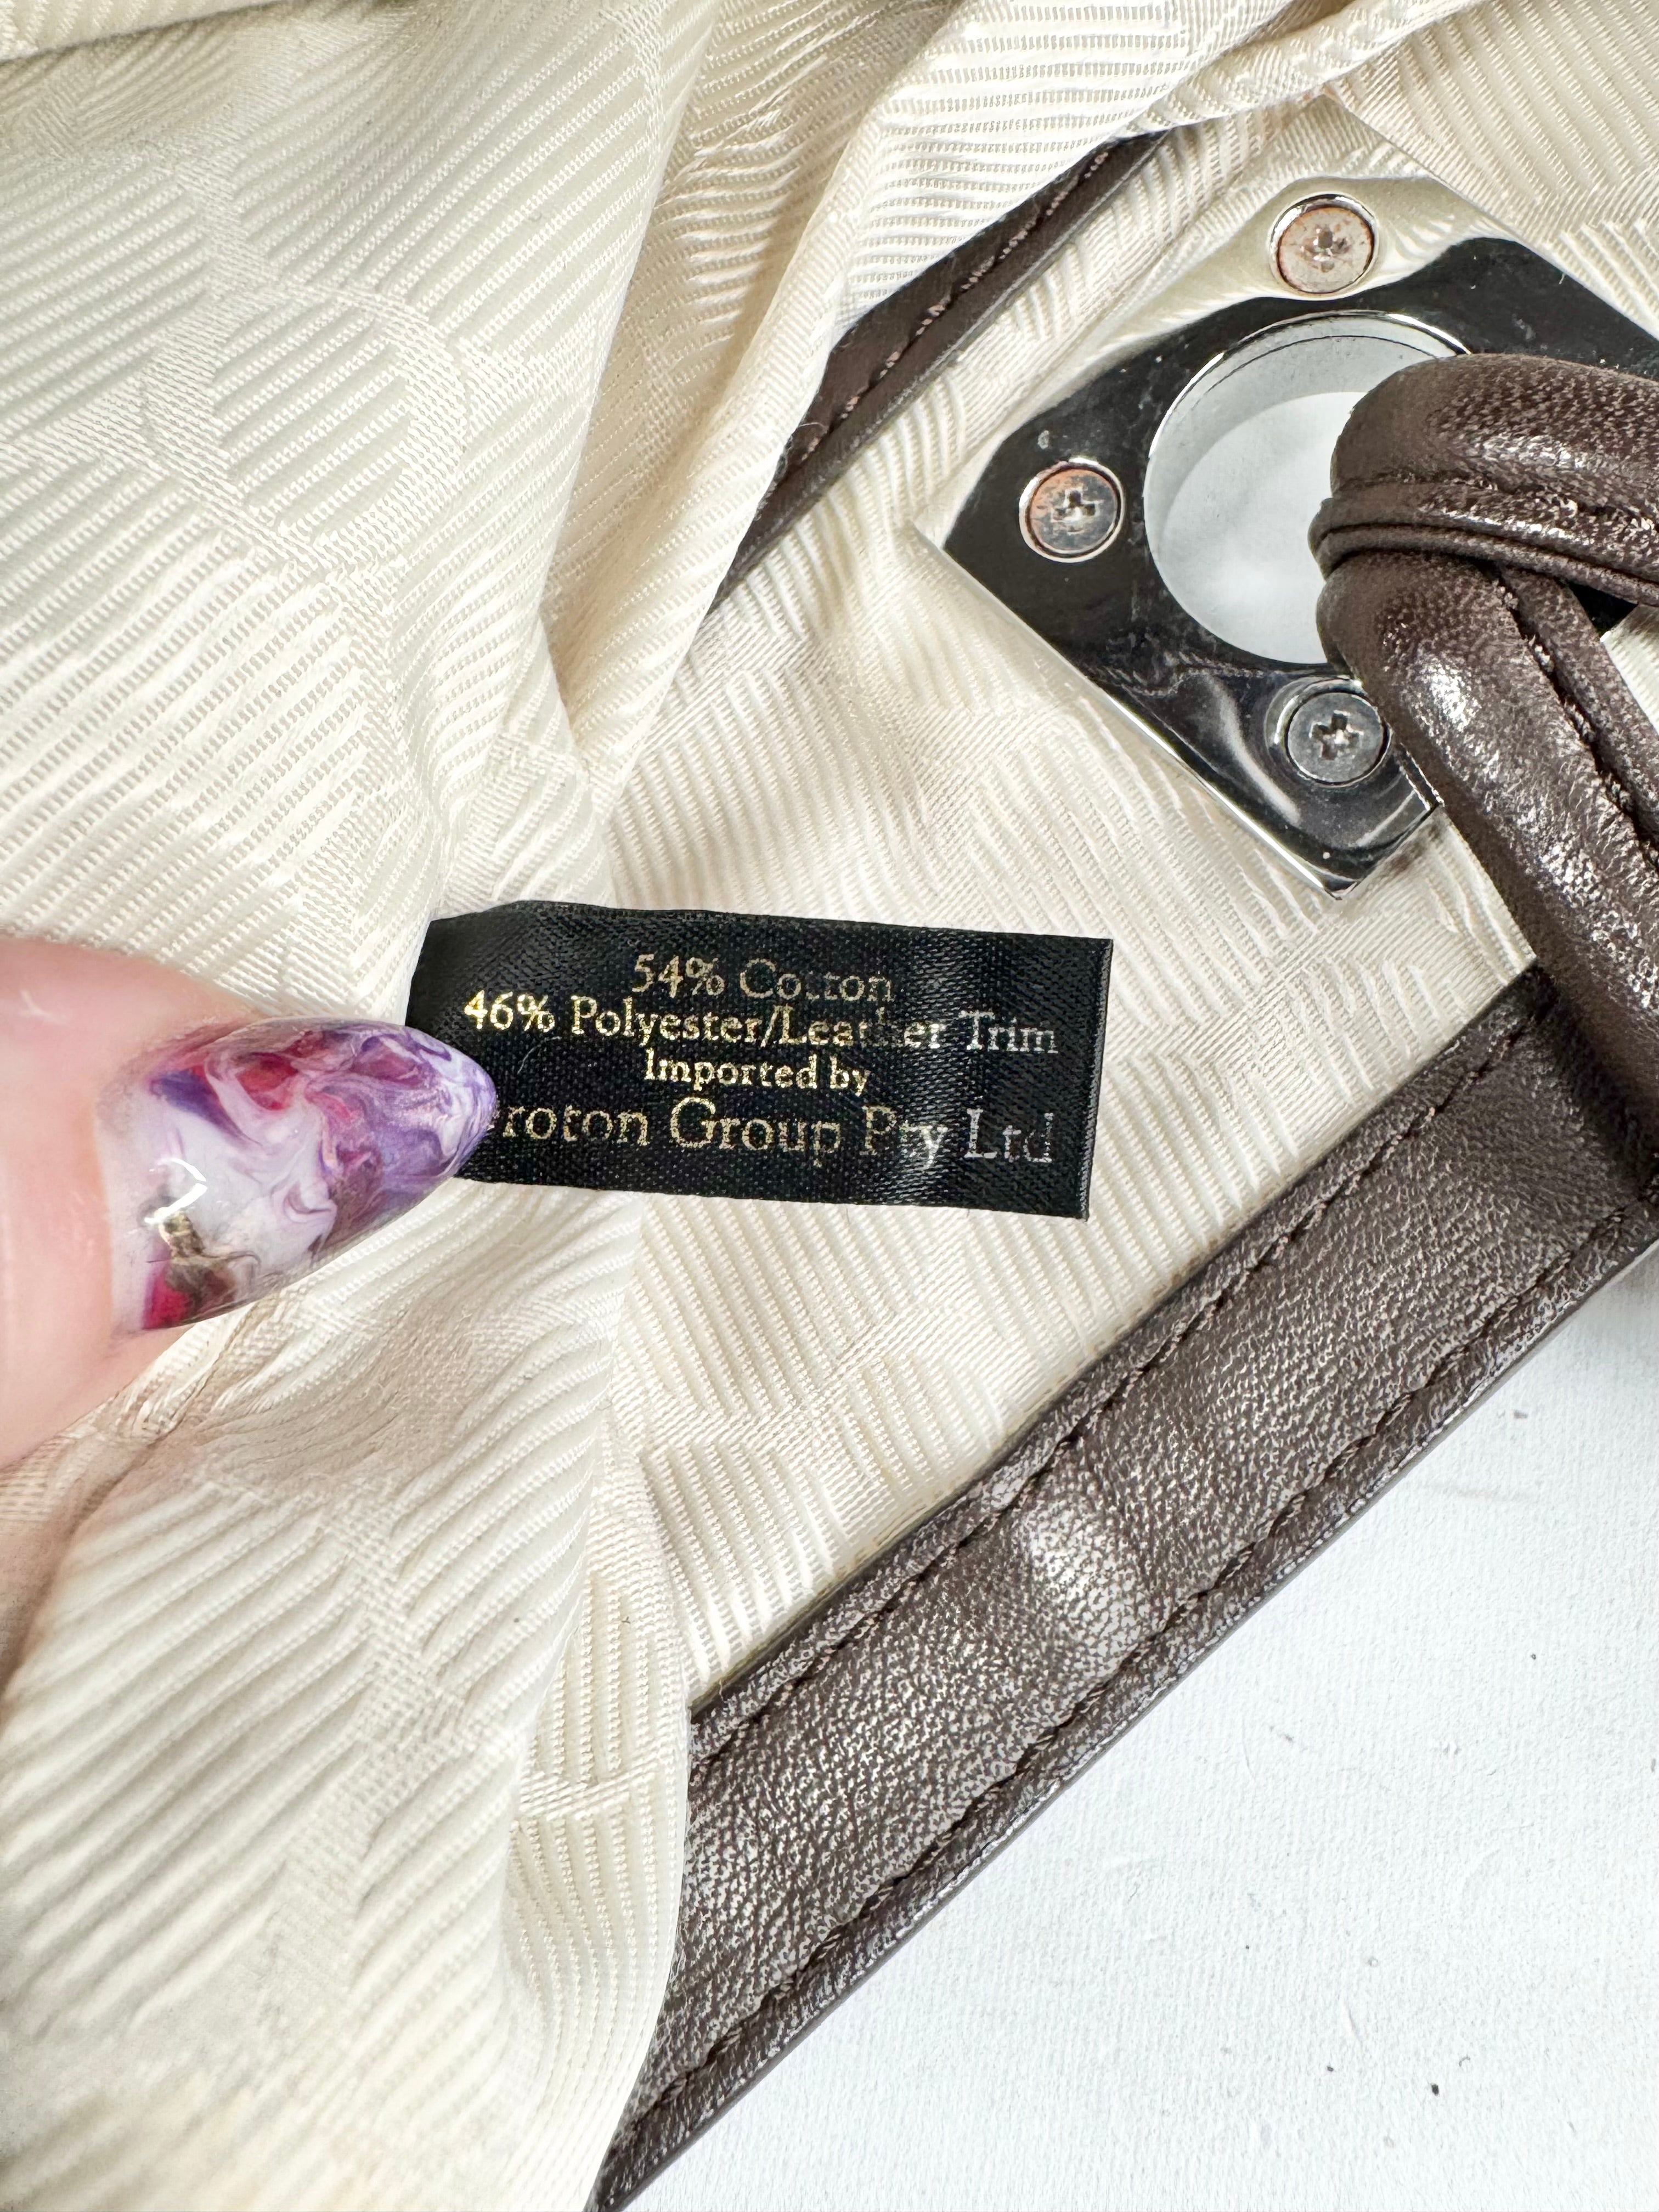 54% Cotton
46% Polyester/Leather Trim
Imported by
Group Pty Ltd